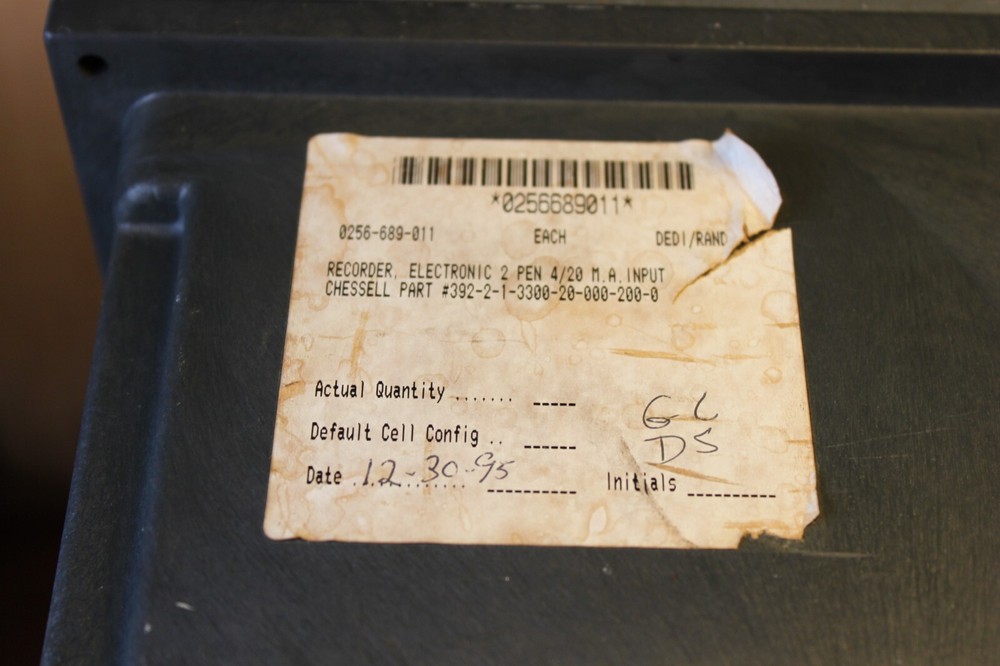 *0256689011*
0256-689-011 EACH DEDI/RAND
RECORDER, ELECTRONIC 2 PEN 4/20 M.A.INPUT
CHESSELL PART #392-2-1-3300-20-000-200-0
Actual Quantity ....... -----
GL
Default Cell Config .. ------
DS
Date .12-30-95 ----------
Initials ----------